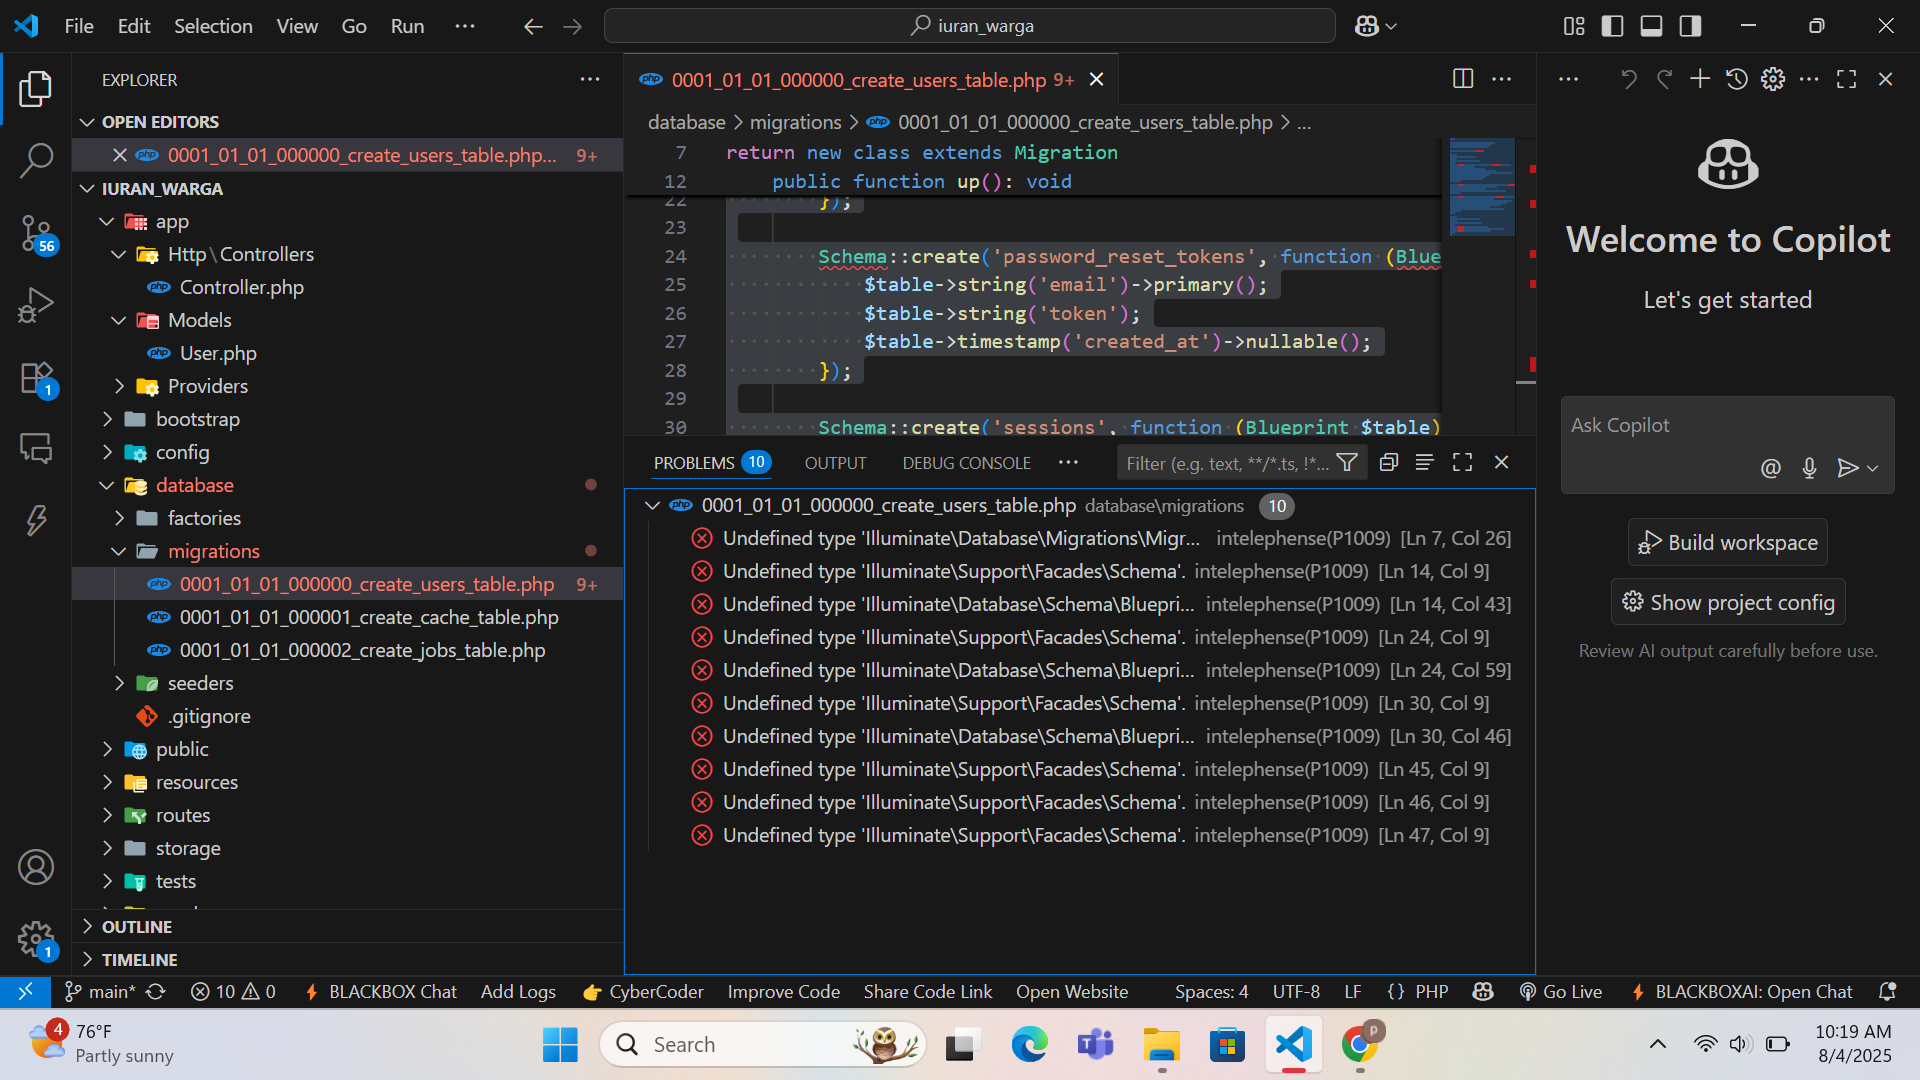 File Edit Selection View Go Run ···
iuran_warga
EXPLORER
OPEN EDITORS
0001_01_01_000000_create_users_table.php... 9+
IURAN_WARGA
app
Http\Controllers
Controller.php
Models
User.php
Providers
bootstrap
config
database
factories
migrations
0001_01_01_000000_create_users_table.php 9+
0001_01_01_000001_create_cache_table.php
0001_01_01_000002_create_jobs_table.php
seeders
.gitignore
public
resources
routes
storage
tests
OUTLINE
TIMELINE
56
1
1
0001_01_01_000000_create_users_table.php 9+
database > migrations > 0001_01_01_000000_create_users_table.php > ...
7 return new class extends Migration
12 public function up(): void
22 });
23
24 Schema::create('password_reset_tokens', function (Blue
25 $table->string('email')->primary();
26 $table->string('token');
27 $table->timestamp('created_at')->nullable();
28 });
29
30 Schema::create('sessions', function (Blueprint $table)
PROBLEMS 10 OUTPUT DEBUG CONSOLE ··· Filter (e.g. text, **/*.ts, !*...
0001_01_01_000000_create_users_table.php database\migrations 10
Undefined type 'Illuminate\Database\Migrations\Migr... intelephense(P1009) [Ln 7, Col 26]
Undefined type 'Illuminate\Support\Facades\Schema'. intelephense(P1009) [Ln 14, Col 9]
Undefined type 'Illuminate\Database\Schema\Bluepri... intelephense(P1009) [Ln 14, Col 43]
Undefined type 'Illuminate\Support\Facades\Schema'. intelephense(P1009) [Ln 24, Col 9]
Undefined type 'Illuminate\Database\Schema\Bluepri... intelephense(P1009) [Ln 24, Col 59]
Undefined type 'Illuminate\Support\Facades\Schema'. intelephense(P1009) [Ln 30, Col 9]
Undefined type 'Illuminate\Database\Schema\Bluepri... intelephense(P1009) [Ln 30, Col 46]
Undefined type 'Illuminate\Support\Facades\Schema'. intelephense(P1009) [Ln 45, Col 9]
Undefined type 'Illuminate\Support\Facades\Schema'. intelephense(P1009) [Ln 46, Col 9]
Undefined type 'Illuminate\Support\Facades\Schema'. intelephense(P1009) [Ln 47, Col 9]
Welcome to Copilot
Let's get started
Ask Copilot
@
Build workspace
Show project config
Review AI output carefully before use.
main* 10 0 BLACKBOX Chat Add Logs CyberCoder Improve Code Share Code Link Open Website Spaces: 4 UTF-8 LF {} PHP Go Live BLACKBOXAI: Open Chat
4 76°F
Partly sunny
Search
p
10:19 AM
8/4/2025